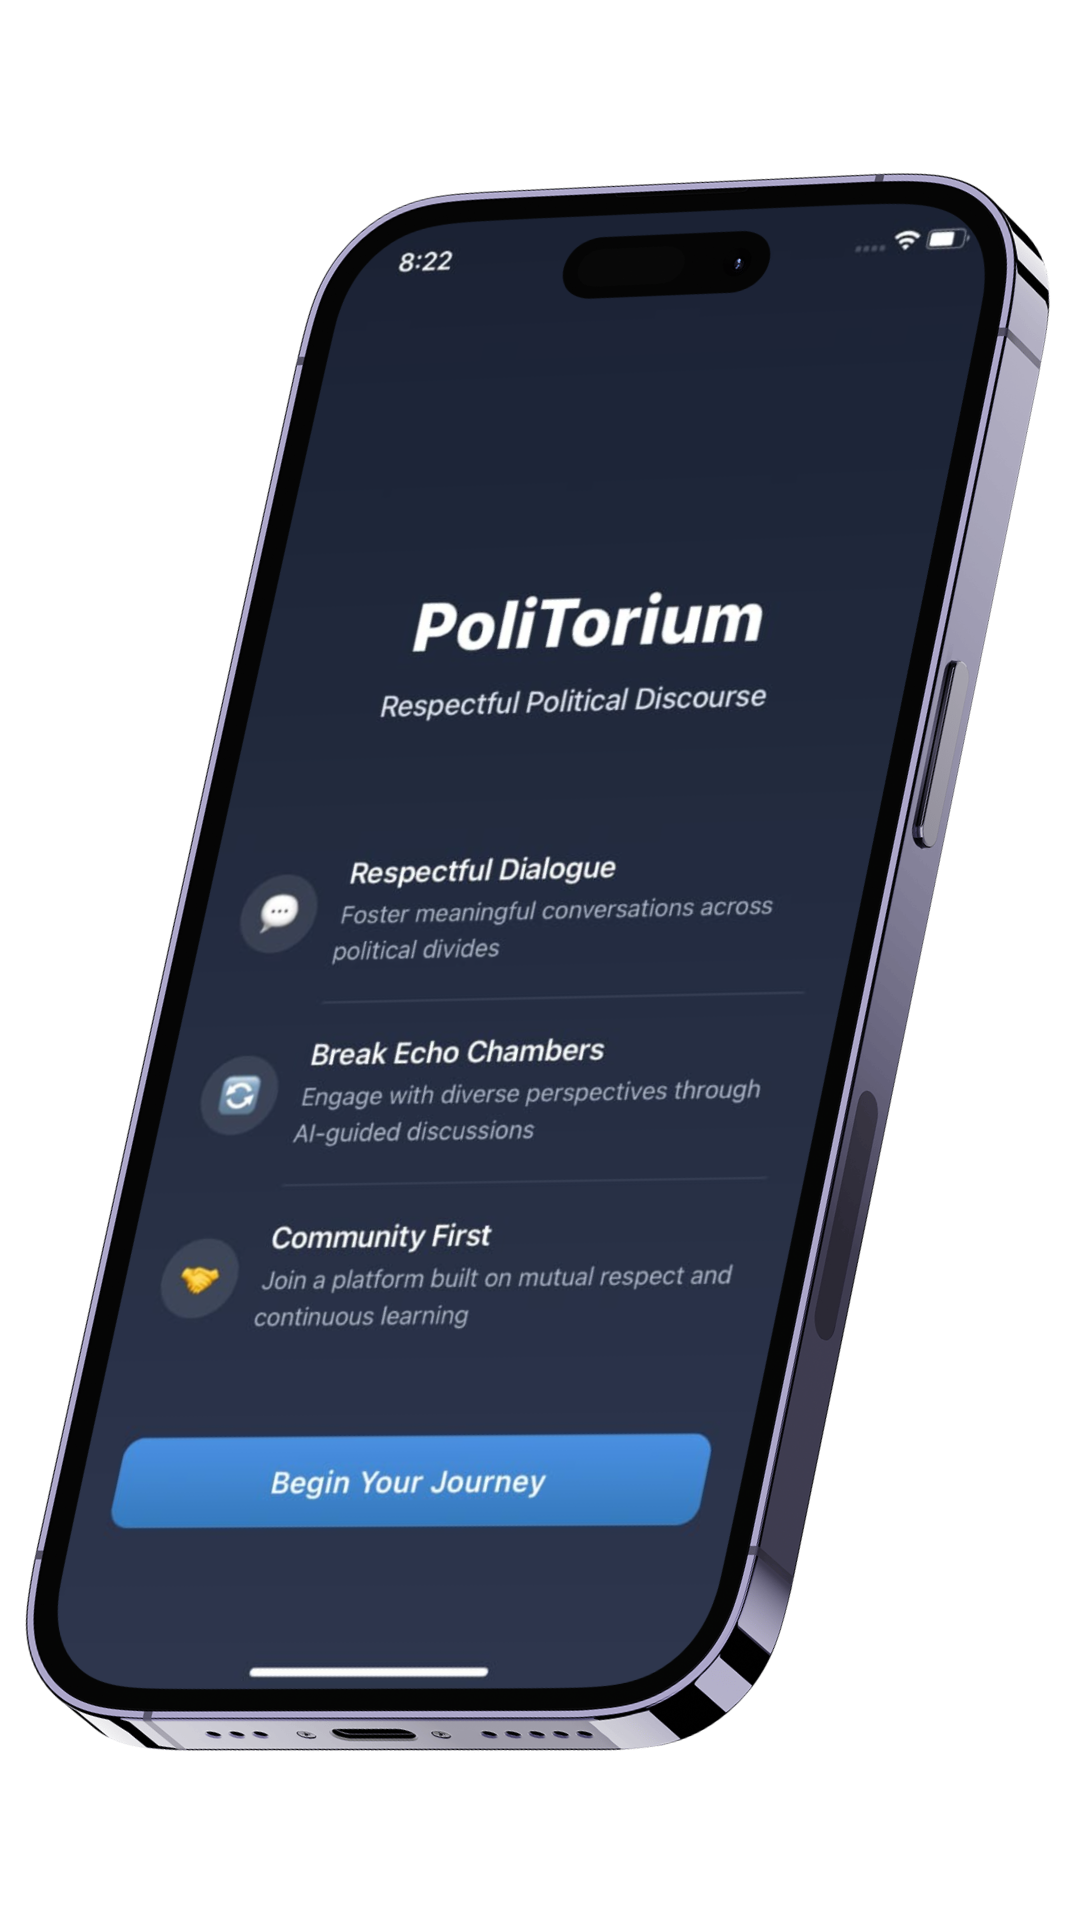 8:22
PoliTorium
Respectful Political Discourse
Respectful Dialogue
Foster meaningful conversations across
political divides
Break Echo Chambers
Engage with diverse perspectives through
AI-guided discussions
Community First
Join a platform built on mutual respect and
continuous learning
Begin Your Journey